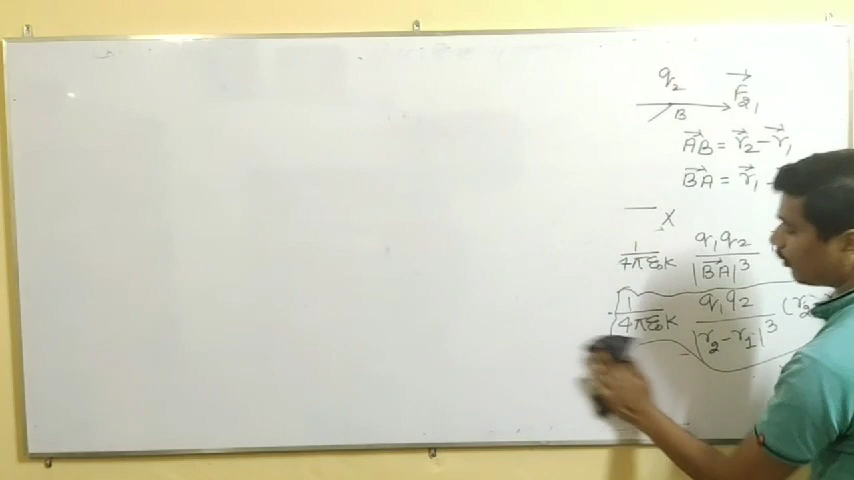 q₂ →F₂₁
B
→AB = →r₂ - →r₁
→BA = →r₁ -
X
1/4πε₀K q₁q₂/|→BA|³
1/4πε₀K q₁q₂/|r₂-r₁|³ (r₂